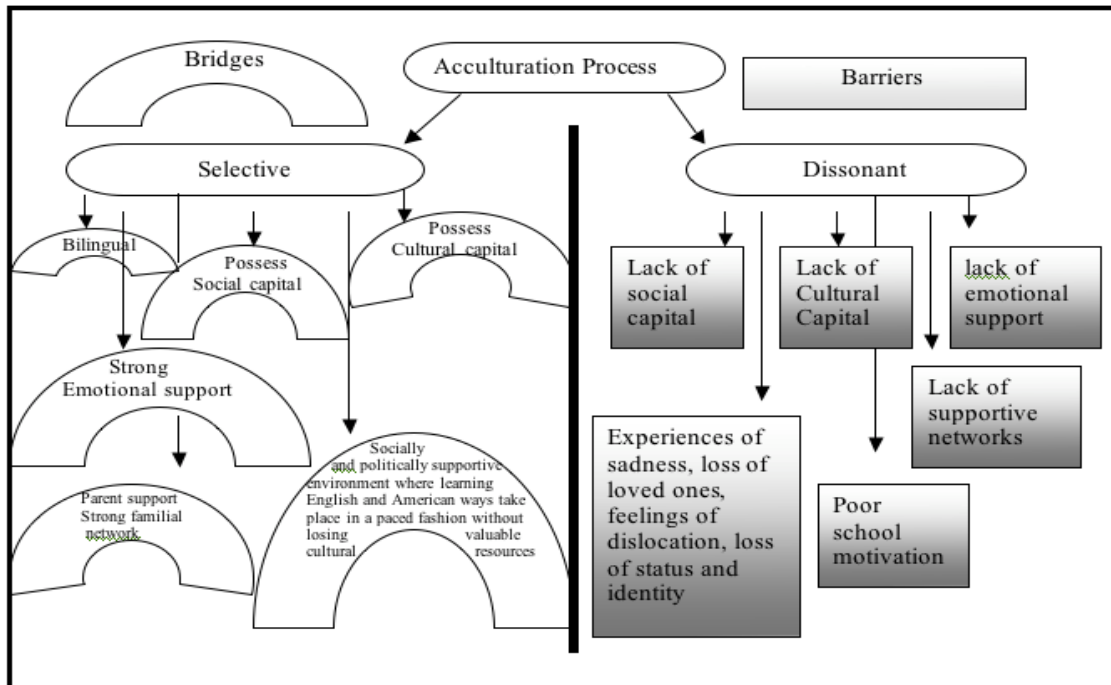 Bridges
Acculturation Process
Barriers
Selective
Dissonant
Bilingual
Possess
Social capital
Possess
Cultural capital
Strong
Emotional support
Parent support
Strong familial
network
Socially
and politically supportive
environment where learning
English and American ways take
place in a paced fashion without
losing valuable
cultural resources
Lack of
social
capital
Lack of
Cultural
Capital
lack of
emotional
support
Lack of
supportive
networks
Experiences of
sadness, loss of
loved ones,
feelings of
dislocation, loss
of status and
identity
Poor
school
motivation